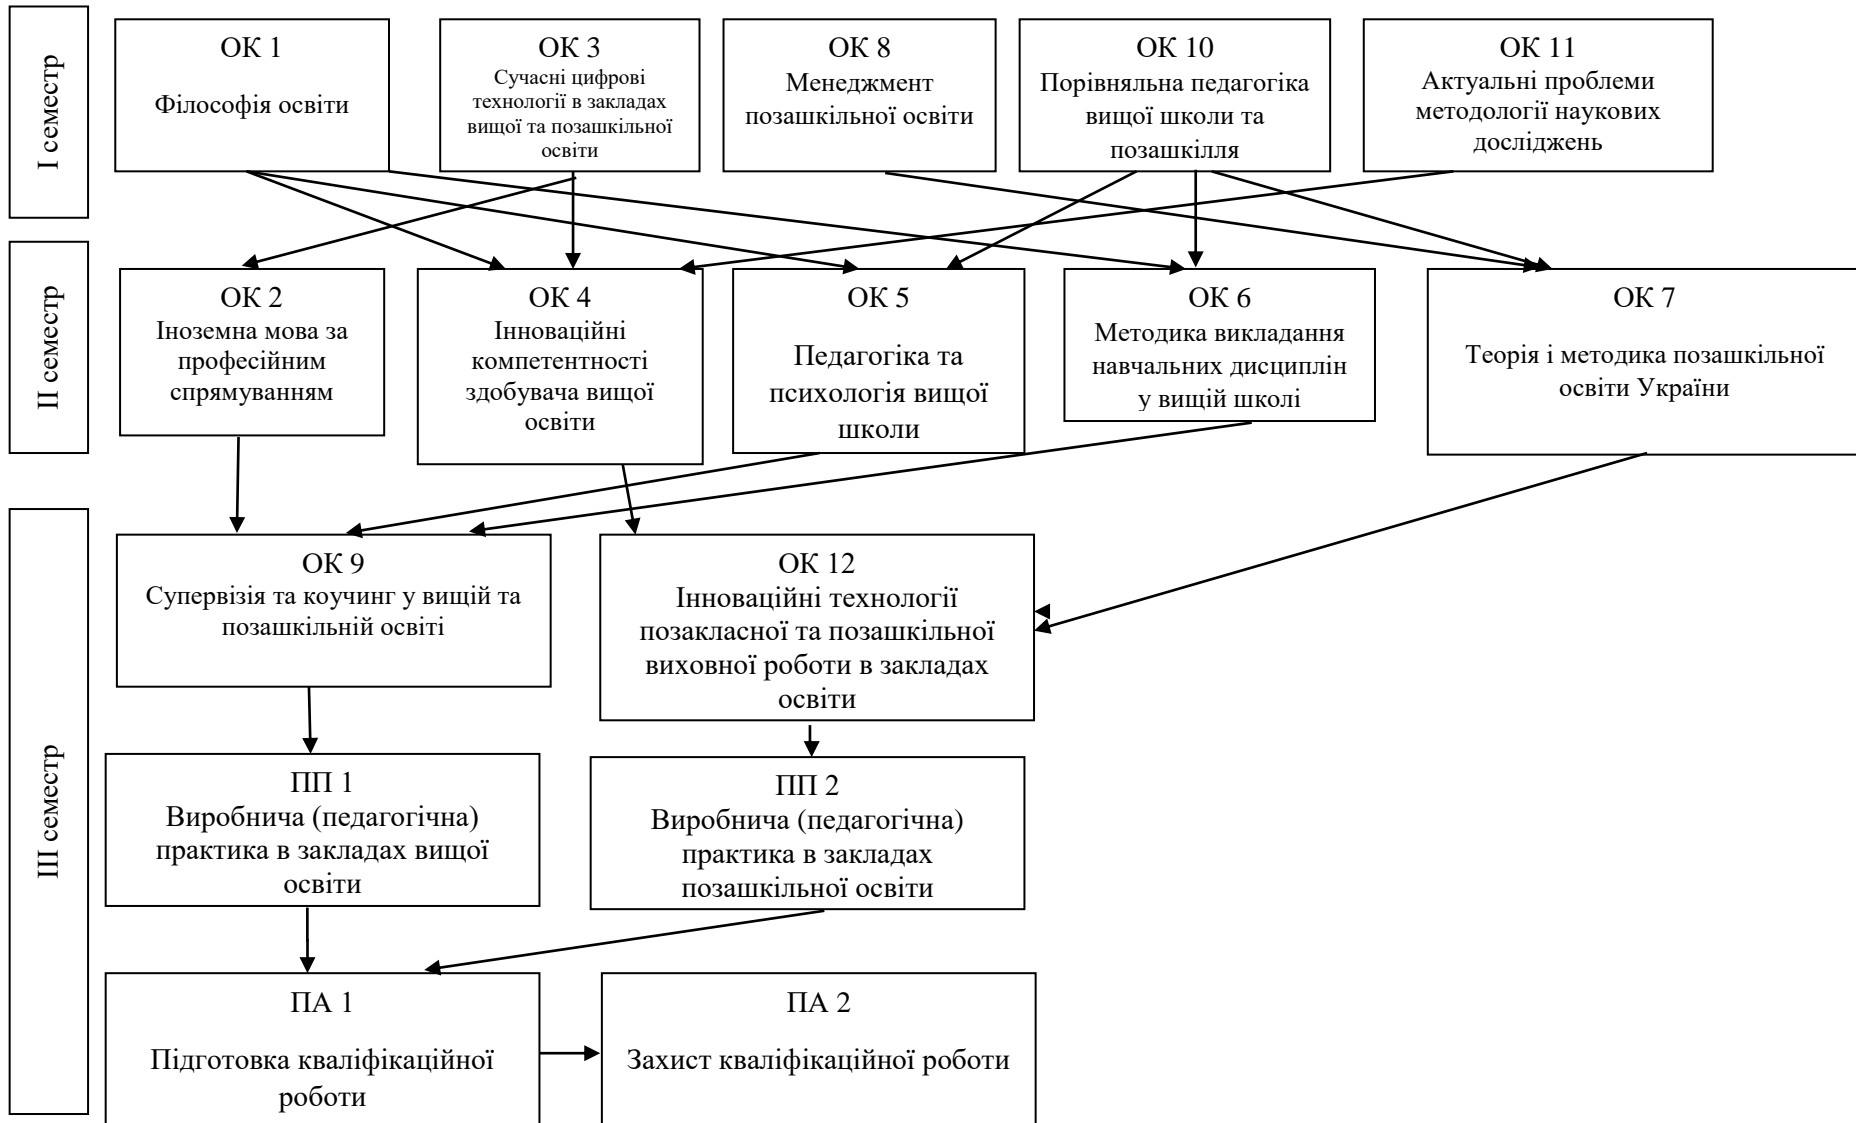 І семестр
ОК 1
Філософія освіти
ОК 3
Сучасні цифрові
технології в закладах
вищої та позашкільної
освіти
ОК 8
Менеджмент
позашкільної освіти
ОК 10
Порівняльна педагогіка
вищої школи та
позашкілля
ОК 11
Актуальні проблеми
методології наукових
досліджень
ІІ семестр
ОК 2
Іноземна мова за
професійним
спрямуванням
ОК 4
Інноваційні
компетентності
здобувача вищої
освіти
ОК 5
Педагогіка та
психологія вищої
школи
ОК 6
Методика викладання
навчальних дисциплін
у вищій школі
ОК 7
Теорія і методика позашкільної
освіти України
ІІІ семестр
ОК 9
Супервізія та коучинг у вищій та
позашкільній освіті
ОК 12
Інноваційні технології
позакласної та позашкільної
виховної роботи в закладах
освіти
ПП 1
Виробнича (педагогічна)
практика в закладах вищої
освіти
ПП 2
Виробнича (педагогічна)
практика в закладах
позашкільної освіти
ПА 1
Підготовка кваліфікаційної
роботи
ПА 2
Захист кваліфікаційної роботи